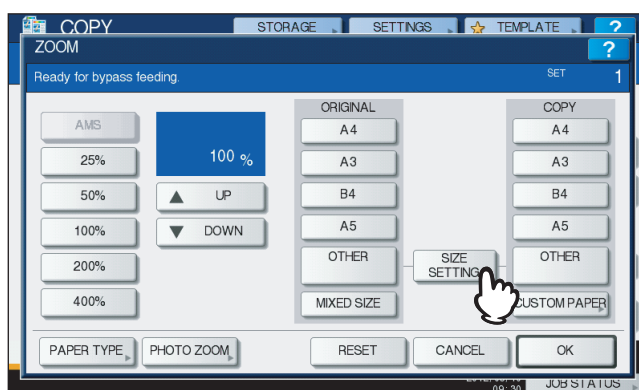 COPY STORAGE SETTINGS TEMPLATE ?
ZOOM ?
Ready for bypass feeding. SET 1
ORIGINAL COPY
AMS A4 A4
25% 100 % A3 A3
50% UP B4 B4
100% DOWN A5 A5
200% OTHER SIZE SETTING OTHER
400% MIXED SIZE CUSTOM PAPER
PAPER TYPE PHOTO ZOOM RESET CANCEL OK
JOB STATUS